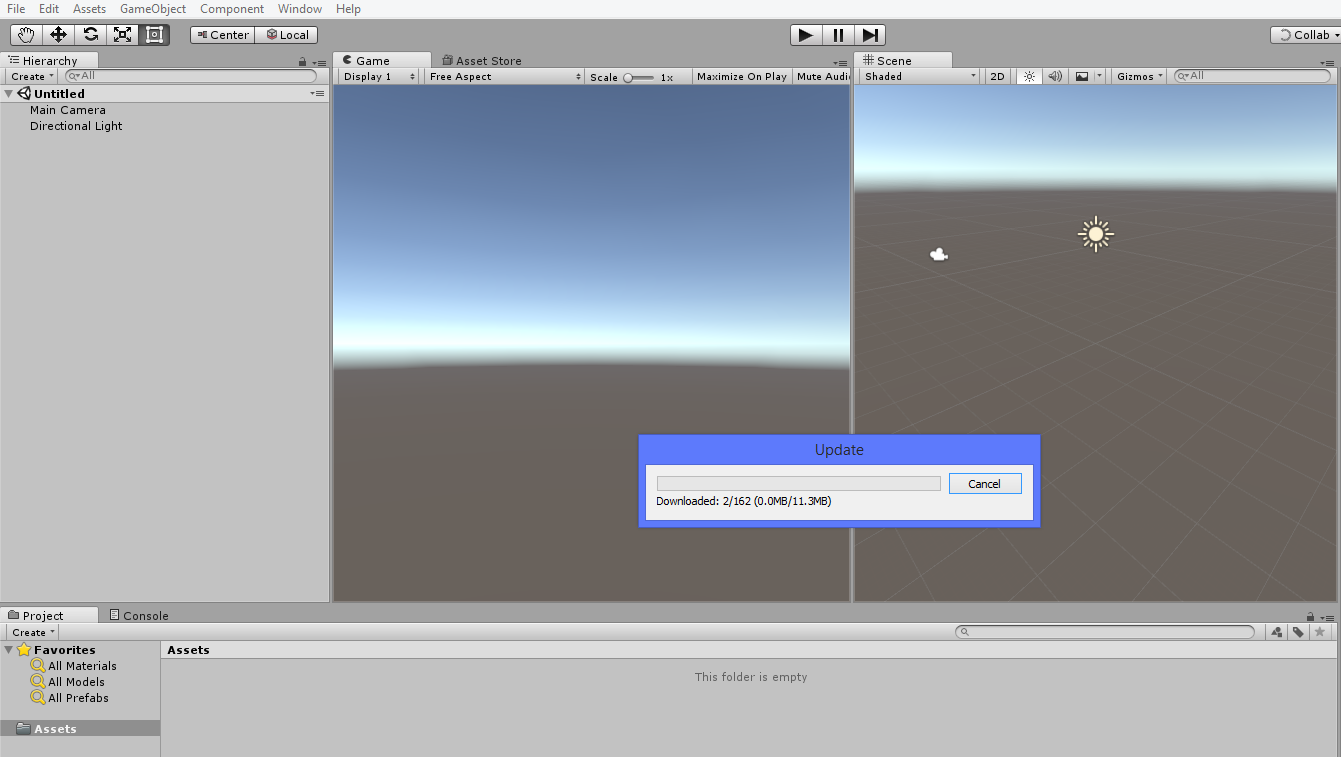 File Edit Assets GameObject Component Window Help
Center Local Collab
Hierarchy
Create All
Untitled
Main Camera
Directional Light
Game Asset Store
Display 1 Free Aspect Scale 1x Maximize On Play Mute Audi
Scene
Shaded 2D Gizmos All
Update
Cancel
Downloaded: 2/162 (0.0MB/11.3MB)
Project Console
Create
Favorites
All Materials
All Models
All Prefabs
Assets
Assets
This folder is empty